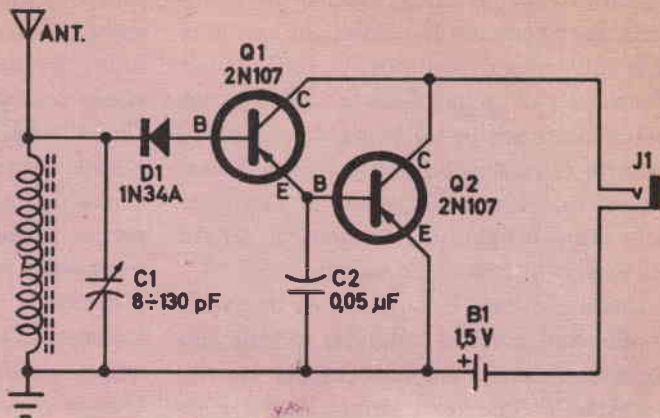 ANT.
Q1
2N107
C
B
E
D1
1N34A
B
C
E
Q2
2N107
J1
C1
8÷130 pF
C2
0,05 µF
B1
1,5 V
+